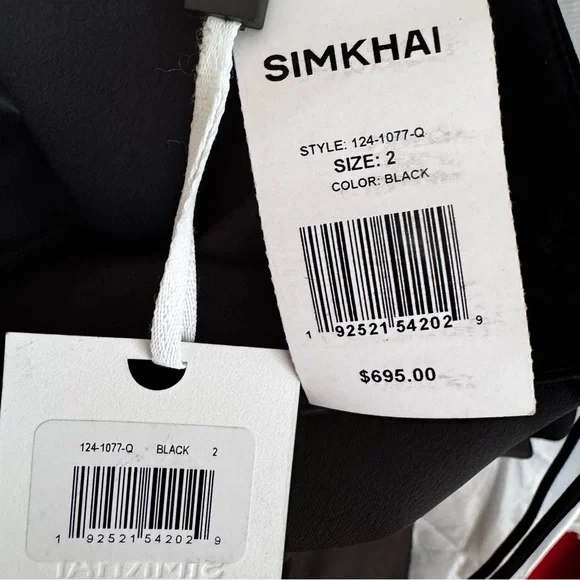 SIMKHAI
STYLE: 124-1077-Q
SIZE: 2
COLOR: BLACK
1 92521 54202 9
$695.00
124-1077-Q BLACK 2
1 92521 54202 9
SIMKHAI